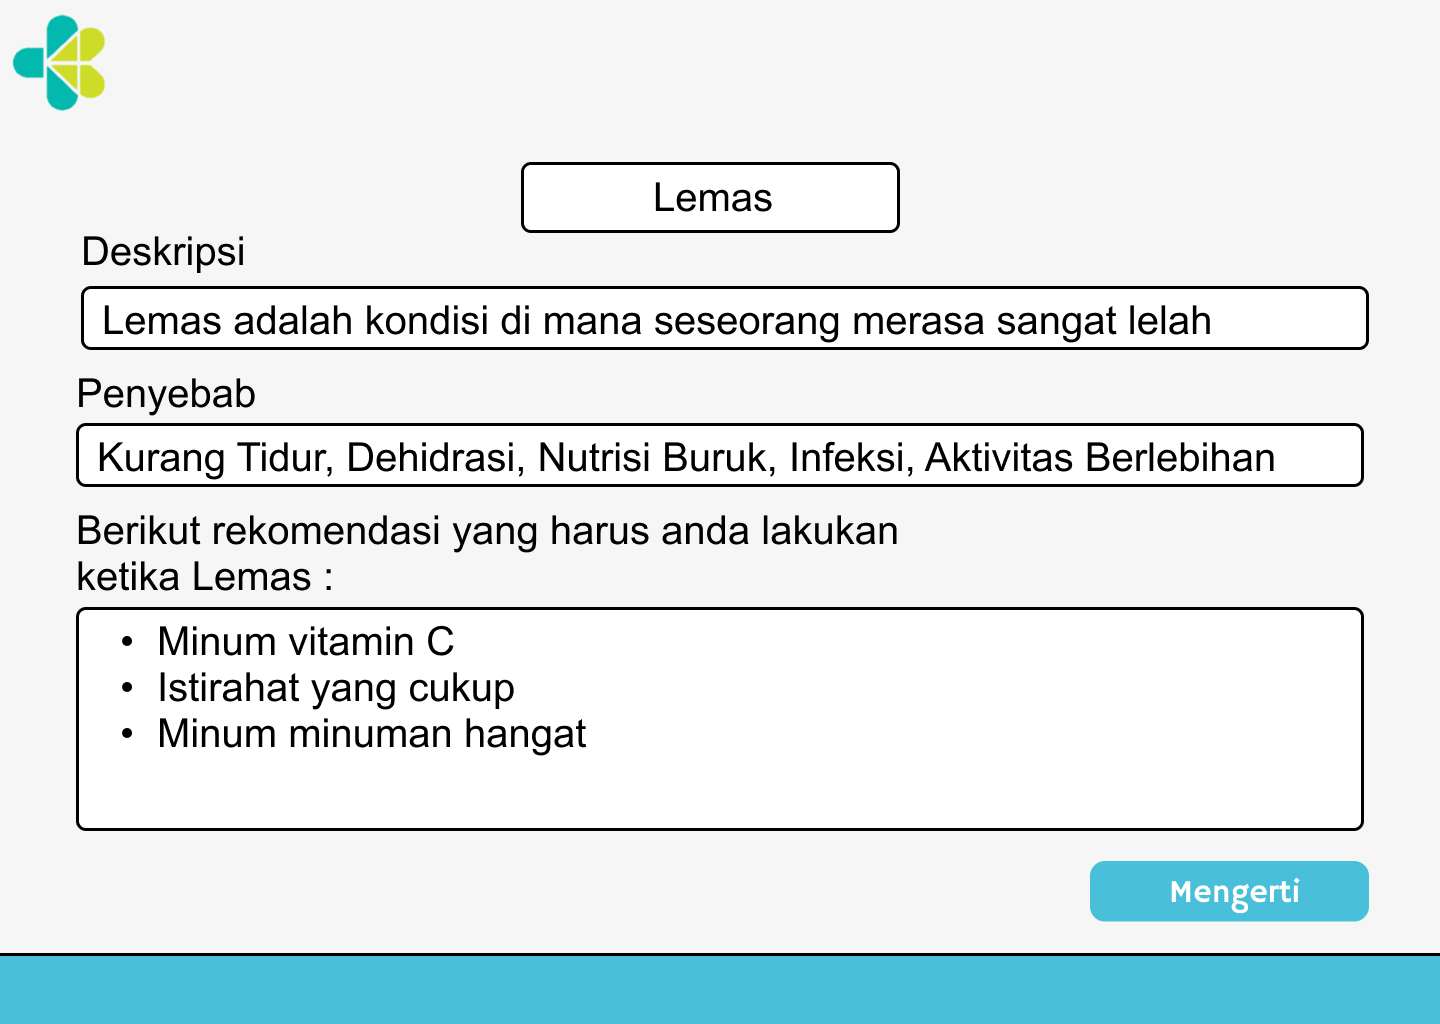 Lemas
Deskripsi
Lemas adalah kondisi di mana seseorang merasa sangat lelah
Penyebab
Kurang Tidur, Dehidrasi, Nutrisi Buruk, Infeksi, Aktivitas Berlebihan
Berikut rekomendasi yang harus anda lakukan
ketika Lemas :
• Minum vitamin C
• Istirahat yang cukup
• Minum minuman hangat
Mengerti